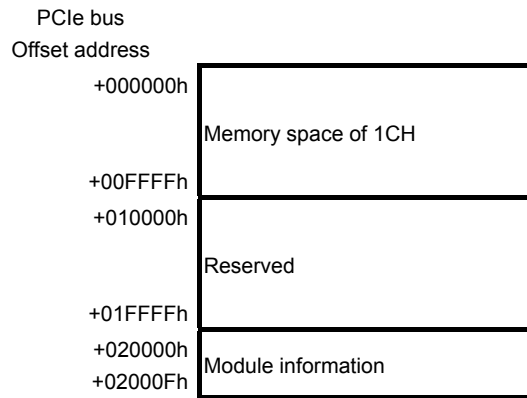 PCIe bus
Offset address
+000000h
Memory space of 1CH
+00FFFFh
+010000h
Reserved
+01FFFFh
+020000h
Module information
+02000Fh